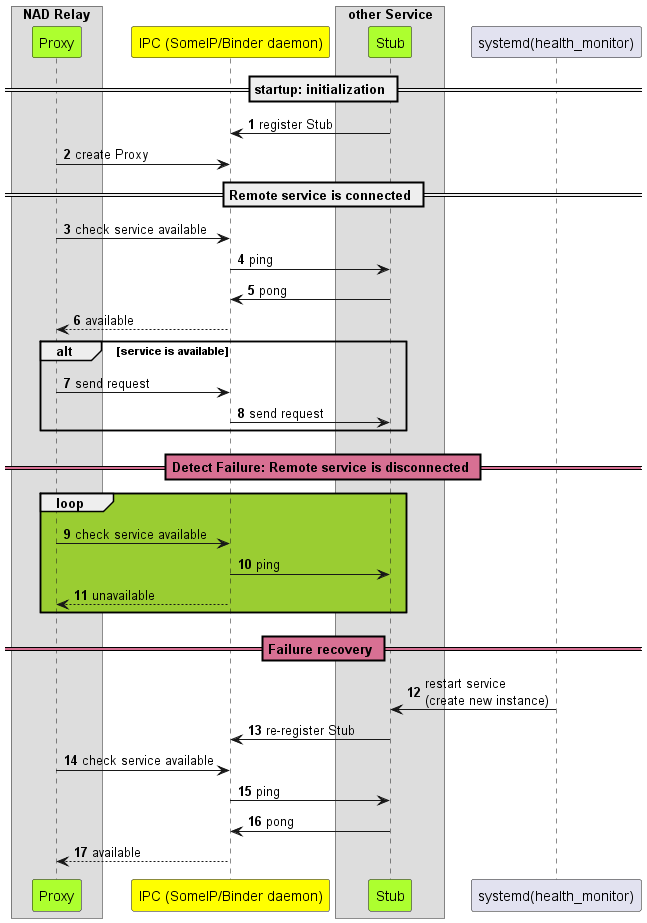 NAD Relay
other Service
Proxy
IPC (SomeIP/Binder daemon)
Stub
systemd(health_monitor)
startup: initialization
1 register Stub
2 create Proxy
Remote service is connected
3 check service available
4 ping
5 pong
6 available
alt [service is available]
7 send request
8 send request
Detect Failure: Remote service is disconnected
loop
9 check service available
10 ping
11 unavailable
Failure recovery
12 restart service
(create new instance)
13 re-register Stub
14 check service available
15 ping
16 pong
17 available
Proxy
IPC (SomeIP/Binder daemon)
Stub
systemd(health_monitor)